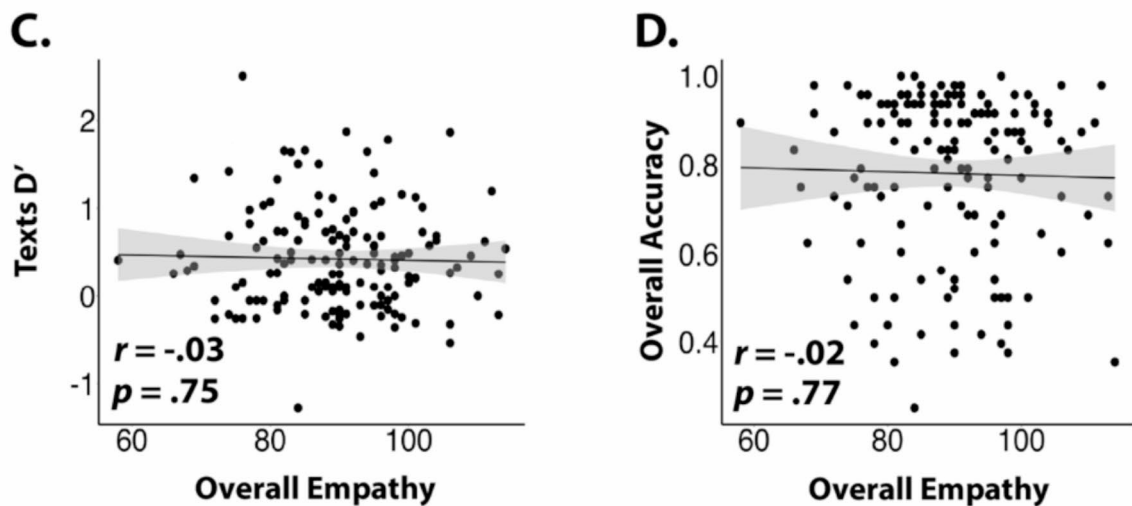 C.
Texts D′
2
1
0
-1
r = -.03
p = .75
60 80 100
Overall Empathy
D.
Overall Accuracy
1.0
0.8
0.6
0.4
r = -.02
p = .77
60 80 100
Overall Empathy